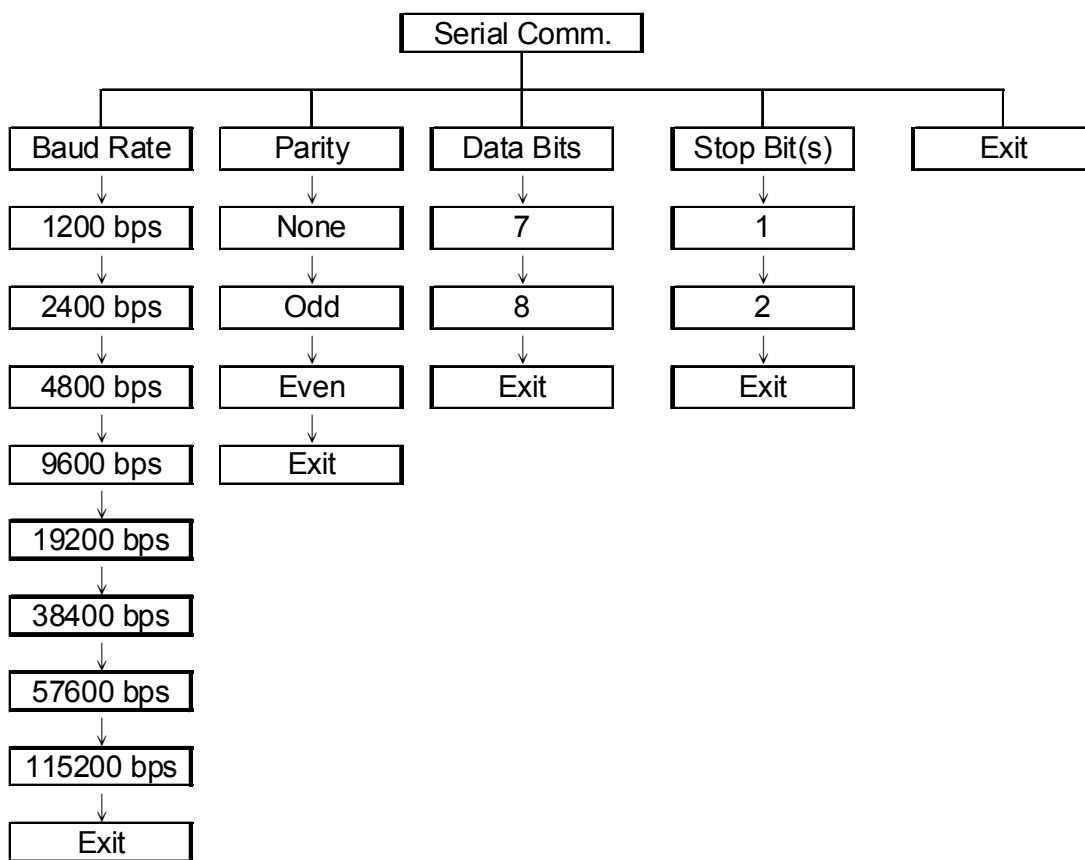 Serial Comm.
Baud Rate
1200 bps
2400 bps
4800 bps
9600 bps
19200 bps
38400 bps
57600 bps
115200 bps
Exit
Parity
None
Odd
Even
Exit
Data Bits
7
8
Exit
Stop Bit(s)
1
2
Exit
Exit